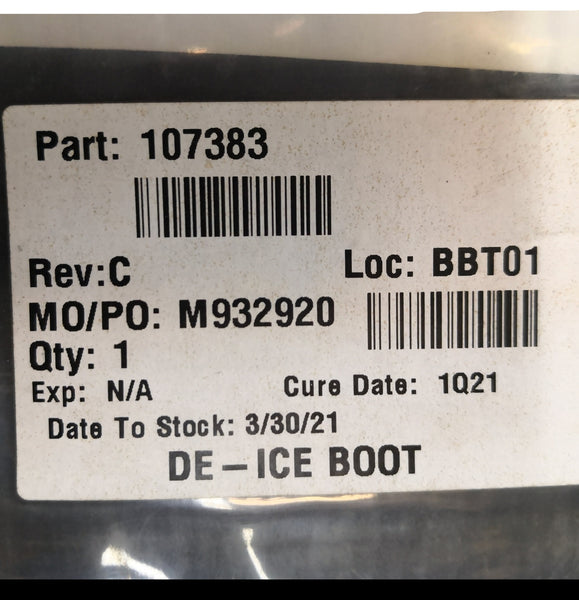 Part: 107383
Rev:C
Loc: BBT01
MO/PO: M932920
Qty: 1
Exp: N/A
Cure Date: 1Q21
Date To Stock: 3/30/21
DE-ICE BOOT